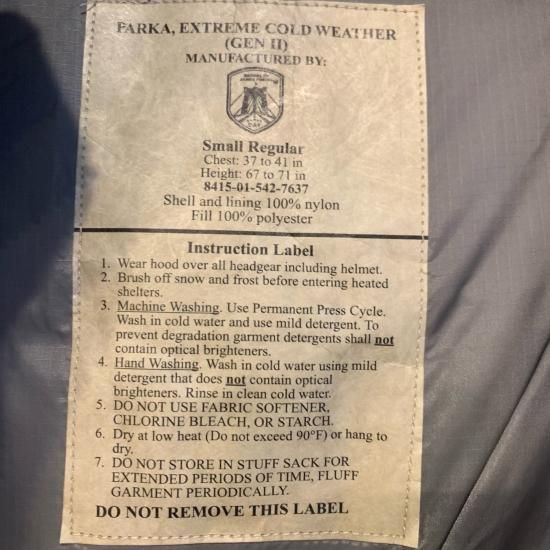 PARKA, EXTREME COLD WEATHER
(GEN II)
MANUFACTURED BY:
Small Regular
Chest: 37 to 41 in
Height: 67 to 71 in
8415-01-542-7637
Shell and lining 100% nylon
Fill 100% polyester
Instruction Label
1. Wear hood over all headgear including helmet.
2. Brush off snow and frost before entering heated
shelters.
3. Machine Washing. Use Permanent Press Cycle.
Wash in cold water and use mild detergent. To
prevent degradation garment detergents shall not
contain optical brighteners.
4. Hand Washing. Wash in cold water using mild
detergent that does not contain optical
brighteners. Rinse in clean cold water.
5. DO NOT USE FABRIC SOFTENER,
CHLORINE BLEACH, OR STARCH.
6. Dry at low heat (Do not exceed 90°F) or hang to
dry.
7. DO NOT STORE IN STUFF SACK FOR
EXTENDED PERIODS OF TIME, FLUFF
GARMENT PERIODICALLY.
DO NOT REMOVE THIS LABEL